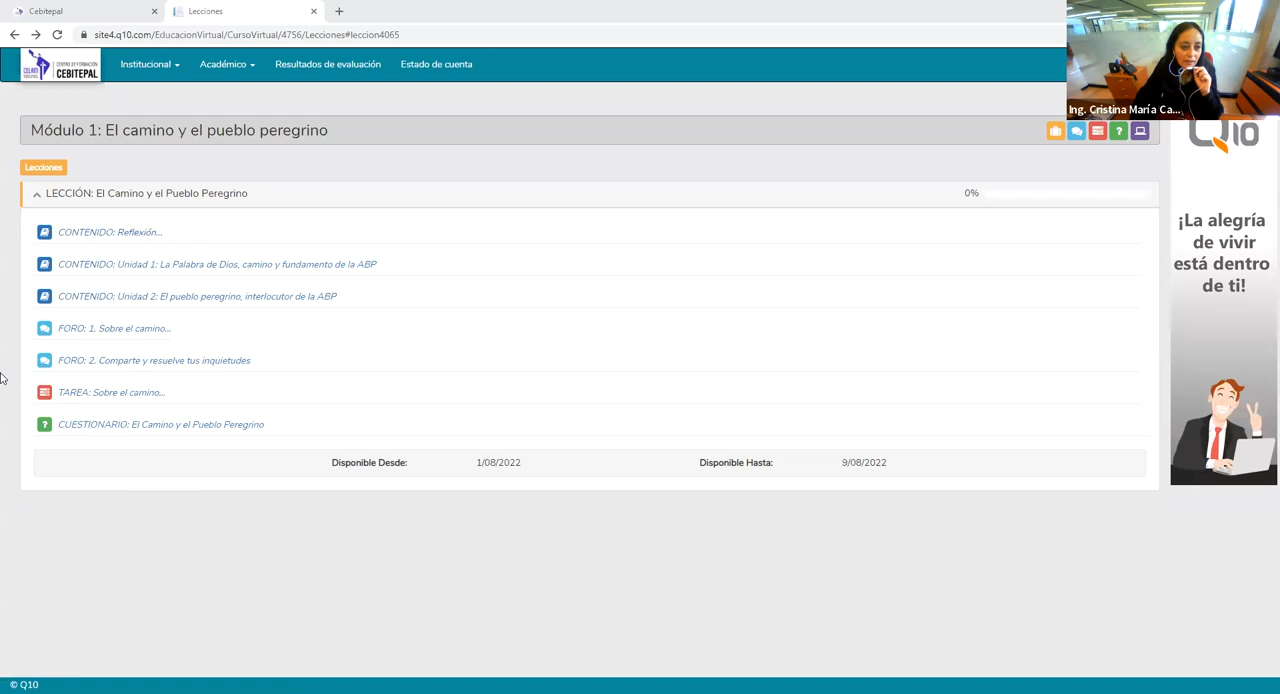 Cebitepal
Lecciones
site4.q10.com/EducacionVirtual/CursoVirtual/4756/Lecciones#leccion4065
CELAM
CENTRO DE FORMACIÓN
CEBITEPAL
Institucional
Académico
Resultados de evaluación
Estado de cuenta
Ing. Cristina María Ca...
Módulo 1: El camino y el pueblo peregrino
Q10
Lecciones
LECCIÓN: El Camino y el Pueblo Peregrino
0%
CONTENIDO: Reflexión...
CONTENIDO: Unidad 1: La Palabra de Dios, camino y fundamento de la ABP
CONTENIDO: Unidad 2: El pueblo peregrino, interlocutor de la ABP
FORO: 1. Sobre el camino...
FORO: 2. Comparte y resuelve tus inquietudes
TAREA: Sobre el camino...
CUESTIONARIO: El Camino y el Pueblo Peregrino
Disponible Desde: 1/08/2022 Disponible Hasta: 9/08/2022
¡La alegría
de vivir
está dentro
de ti!
© Q10